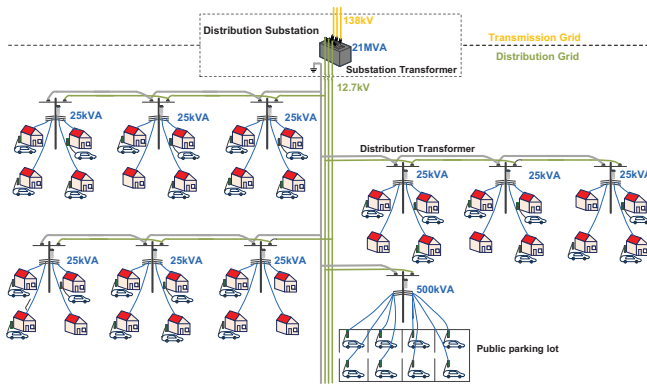 138kV
Distribution Substation
Transmission Grid
21MVA
Distribution Grid
Substation Transformer
12.7kV
25kVA
25kVA
25kVA
Distribution Transformer
25kVA
25kVA
25kVA
25kVA
25kVA
25kVA
500kVA
Public parking lot